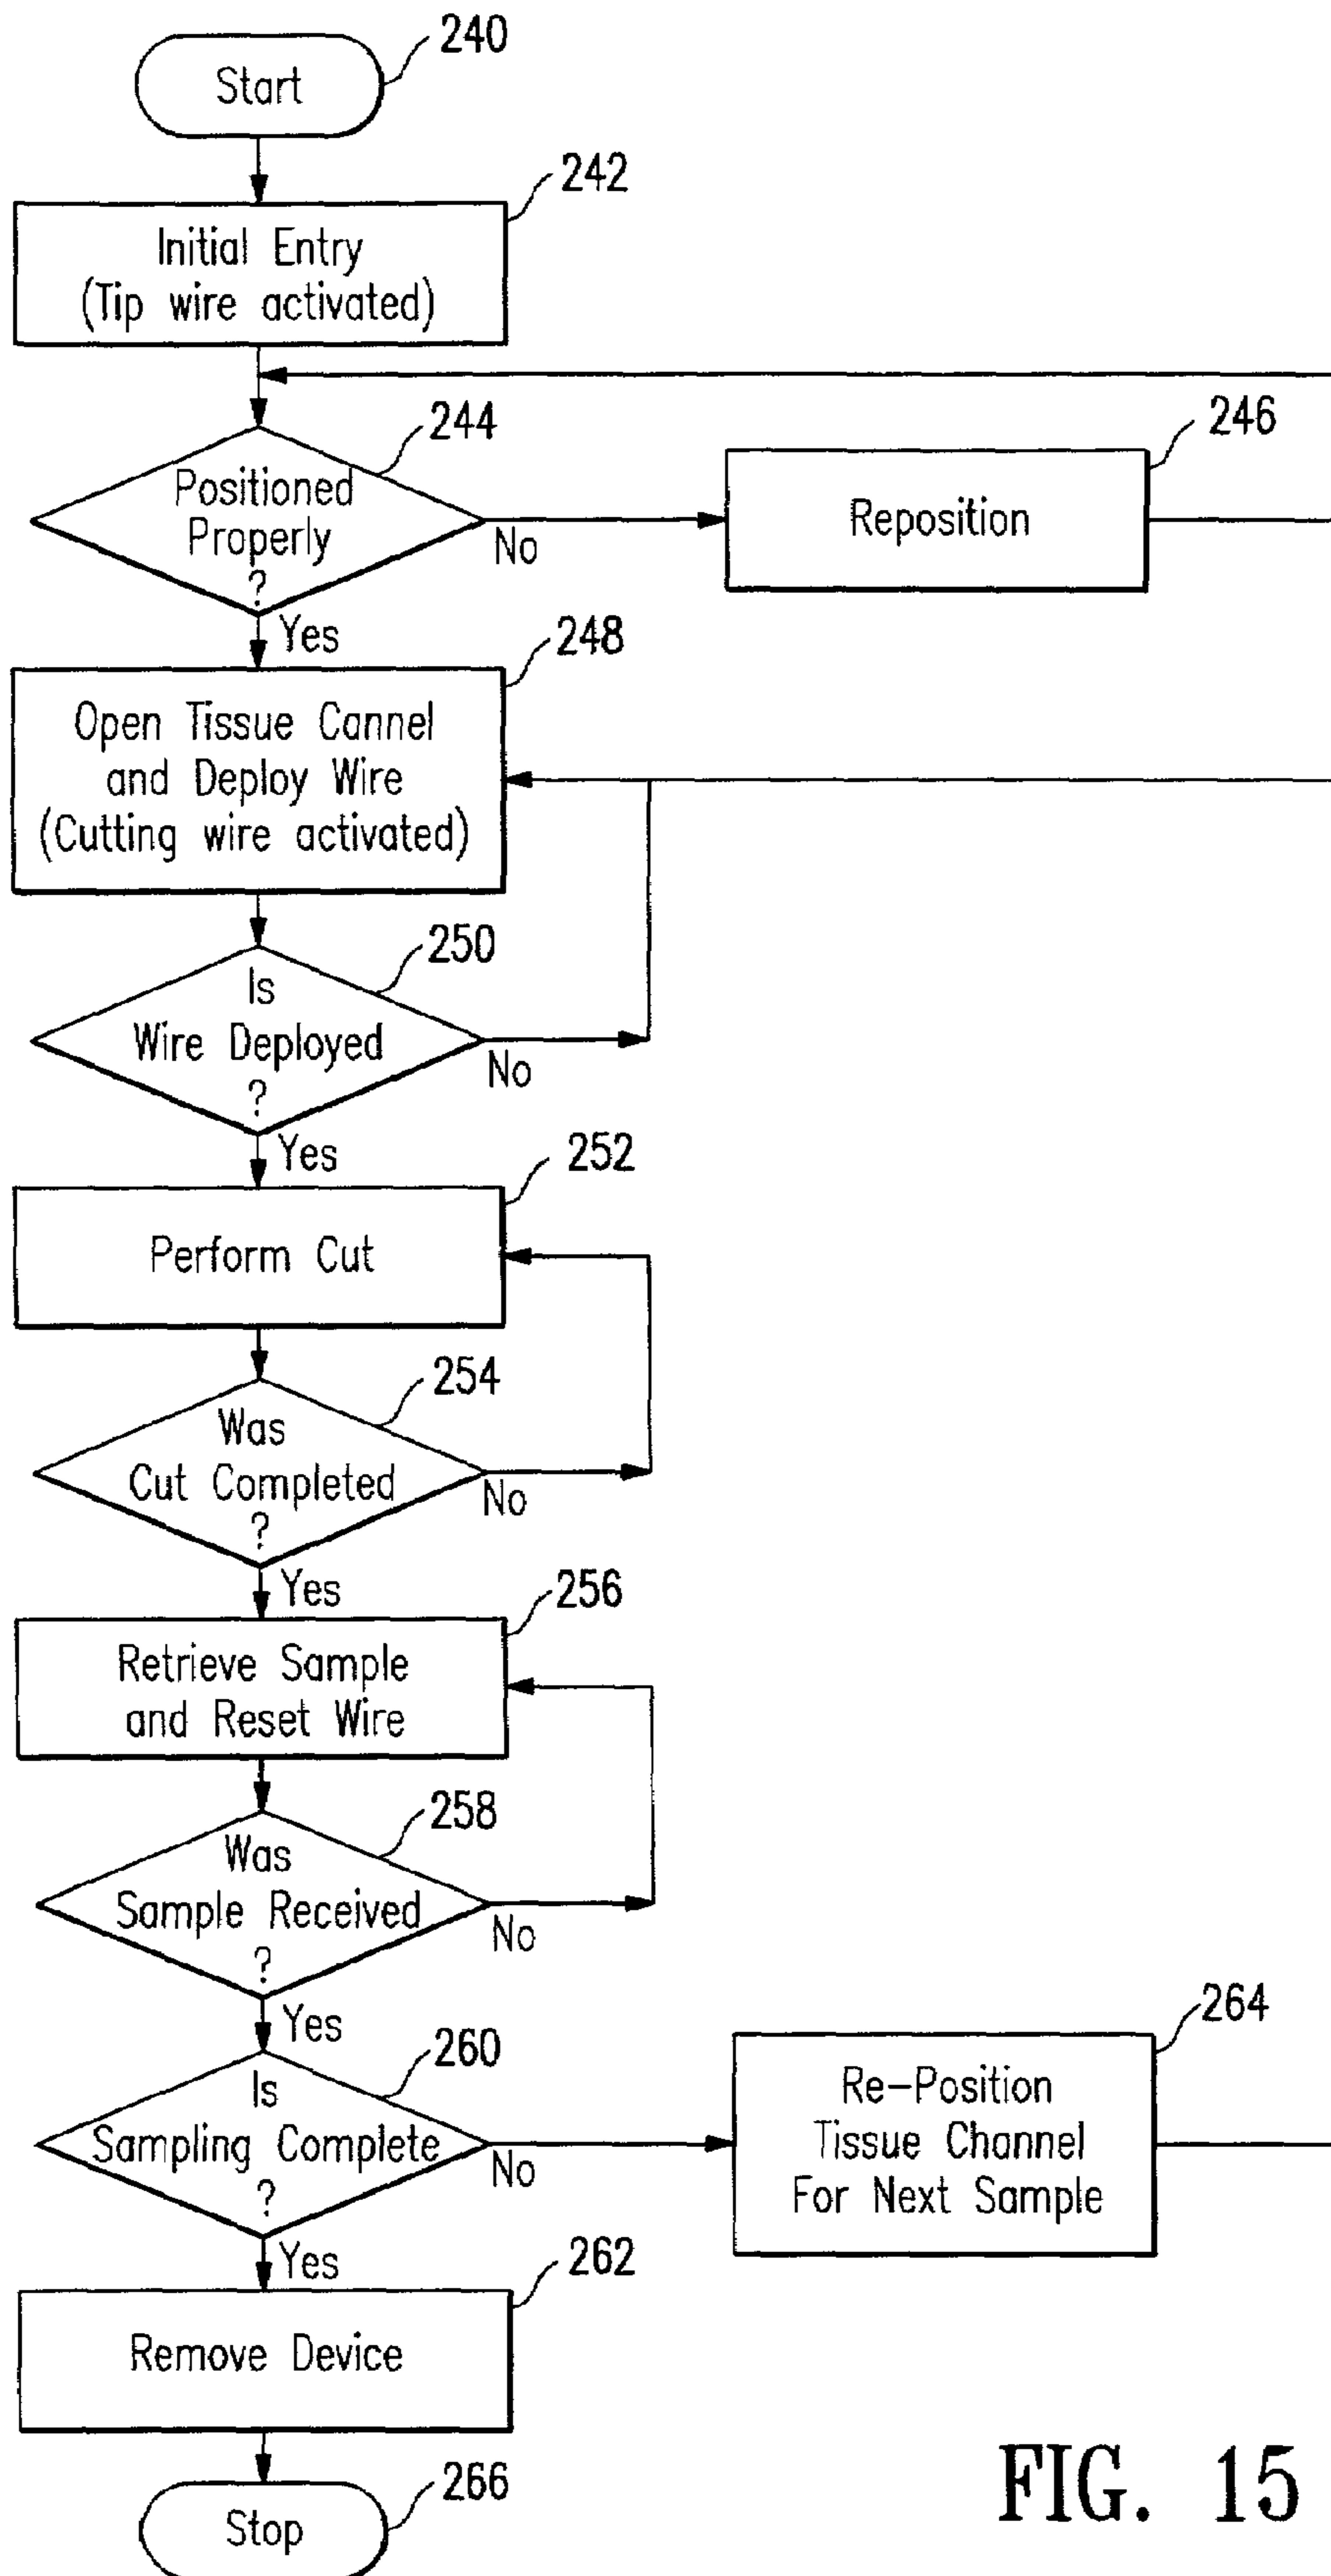 240
Start
242
Initial Entry
(Tip wire activated)
244
Positioned
Properly
?
No
246
Reposition
Yes
248
Open Tissue Cannel
and Deploy Wire
(Cutting wire activated)
250
Is
Wire Deployed
?
No
Yes
252
Perform Cut
254
Was
Cut Completed
?
No
Yes
256
Retrieve Sample
and Reset Wire
258
Was
Sample Received
?
No
Yes
260
Is
Sampling Complete
?
No
264
Re-Position
Tissue Channel
For Next Sample
Yes
262
Remove Device
266
Stop
FIG. 15